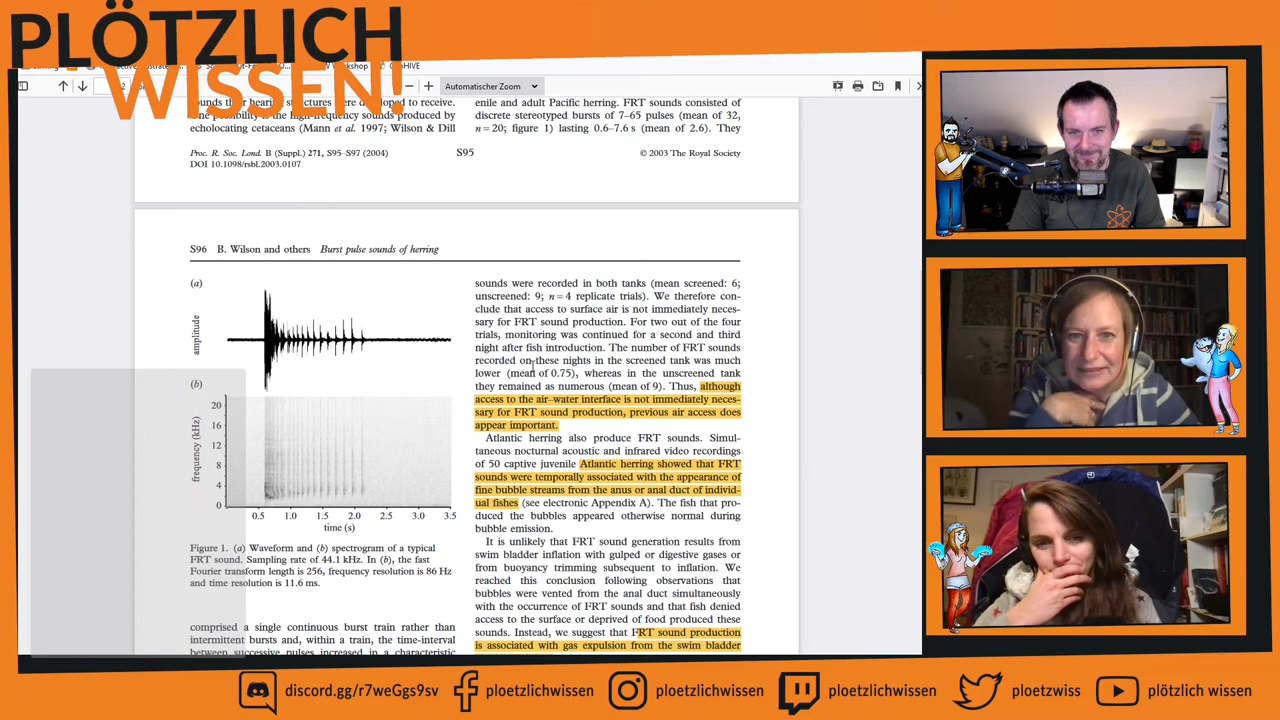 PLÖTZLICH
WISSEN!
Automatischer Zoom
sounds their bearing structures were developed to receive.
One possibility is the high-frequency sounds produced by
echolocating cetaceans (Mann et al. 1997; Wilson & Dill
enile and adult Pacific herring. FRT sounds consisted of
discrete stereotyped bursts of 7–65 pulses (mean of 32,
n = 20; figure 1) lasting 0.6–7.6 s (mean of 2.6). They
Proc. R. Soc. Lond. B (Suppl.) 271, S95–S97 (2004)
DOI 10.1098/rsbl.2003.0107
S95
© 2003 The Royal Society
S96 B. Wilson and others Burst pulse sounds of herring
(a)
amplitude
(b)
frequency (kHz)
20
16
12
8
4
0
0.5 1.0 1.5 2.0 2.5 3.0 3.5
time (s)
Figure 1. (a) Waveform and (b) spectrogram of a typical
FRT sound. Sampling rate of 44.1 kHz. In (b), the fast
Fourier transform length is 256, frequency resolution is 86 Hz
and time resolution is 11.6 ms.
comprised a single continuous burst train rather than
intermittent bursts and, within a train, the time-interval
between successive pulses increased in a characteristic
sounds were recorded in both tanks (mean screened: 6;
unscreened: 9; n = 4 replicate trials). We therefore con-
clude that access to surface air is not immediately neces-
sary for FRT sound production. For two out of the four
trials, monitoring was continued for a second and third
night after fish introduction. The number of FRT sounds
recorded on these nights in the screened tank was much
lower (mean of 0.75), whereas in the unscreened tank
they remained as numerous (mean of 9). Thus, although
access to the air–water interface is not immediately neces-
sary for FRT sound production, previous air access does
appear important.
Atlantic herring also produce FRT sounds. Simul-
taneous nocturnal acoustic and infrared video recordings
of 50 captive juvenile Atlantic herring showed that FRT
sounds were temporally associated with the appearance of
fine bubble streams from the anus or anal duct of individ-
ual fishes (see electronic Appendix A). The fish that pro-
duced the bubbles appeared otherwise normal during
bubble emission.
It is unlikely that FRT sound generation results from
swim bladder inflation with gulped or digestive gases or
from buoyancy trimming subsequent to inflation. We
reached this conclusion following observations that
bubbles were vented from the anal duct simultaneously
with the occurrence of FRT sounds and that fish denied
access to the surface or deprived of food produced these
sounds. Instead, we suggest that FRT sound production
is associated with gas expulsion from the swim bladder
discord.gg/r7weGgs9sv
ploetzlichwissen
ploetzlichwissen
ploetzlichwissen
ploetzwiss
plötzlich wissen